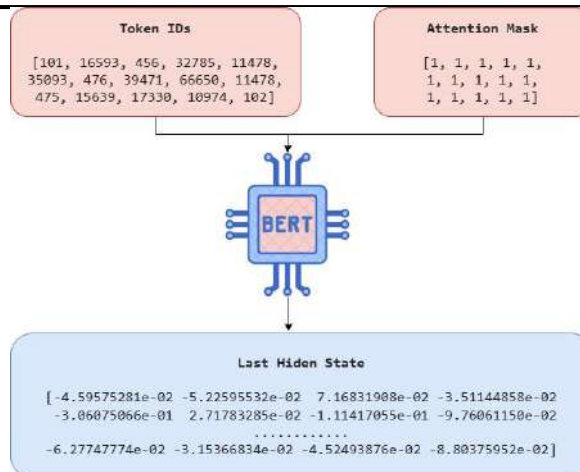 Token IDs
[101, 16593, 456, 32785, 11478,
35093, 476, 39471, 66650, 11478,
475, 15639, 17330, 10974, 102]
Attention Mask
[1, 1, 1, 1, 1,
1, 1, 1, 1, 1,
1, 1, 1, 1, 1]
BERT
Last Hiden State
[-4.59575281e-02 -5.22595532e-02 7.16831908e-02 -3.51144858e-02
-3.06075066e-01 2.71783285e-02 -1.11417055e-01 -9.76061150e-02
............
-6.27747774e-02 -3.15366834e-02 -4.52493876e-02 -8.80375952e-02]